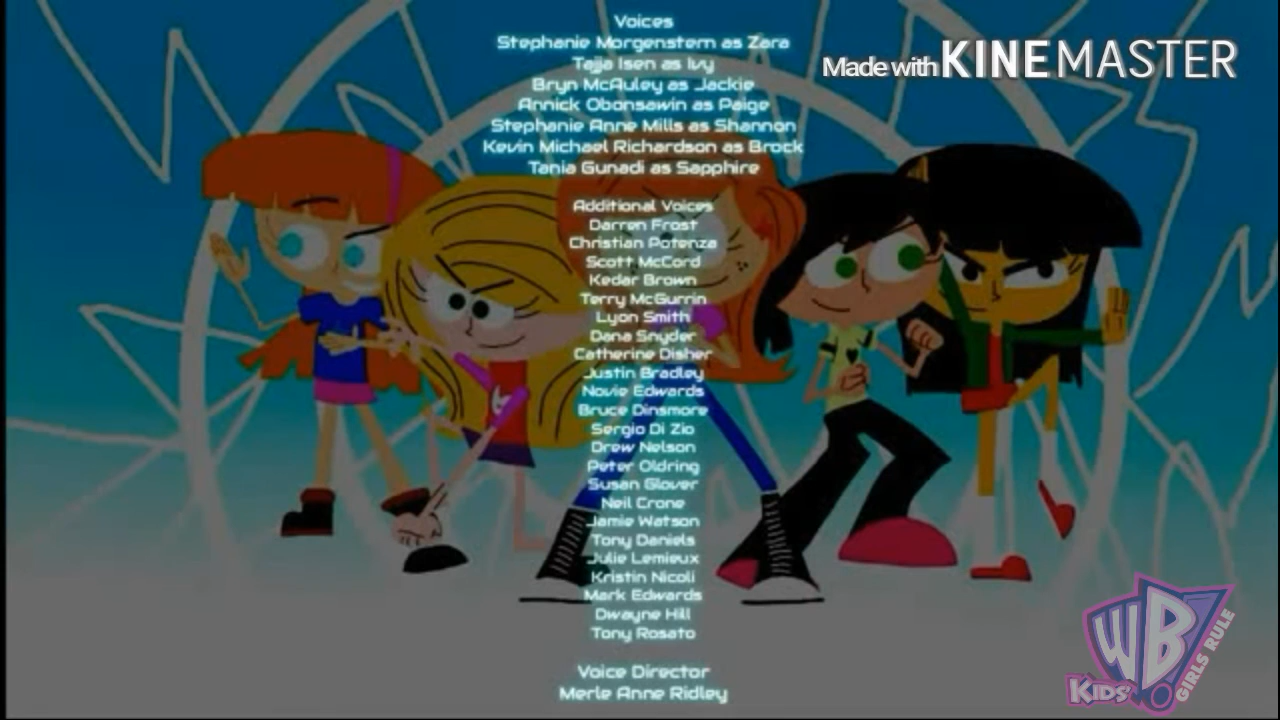 Voices
Stephanie Morgenstern as Zara
Tajja Isen as Ivy
Bryn McAuley as Jackie
Annick Obonsawin as Paige
Stephanie Anne Mills as Shannon
Kevin Michael Richardson as Brock
Tania Gunadi as Sapphire
Additional Voices
Darren Frost
Christian Potenza
Scott McCord
Kedar Brown
Terry McGurrin
Lyon Smith
Dana Snyder
Catherine Disher
Justin Bradley
Novie Edwards
Bruce Dinsmore
Sergio Di Zio
Drew Nelson
Peter Oldring
Susan Glover
Neil Crone
Jamie Watson
Tony Daniels
Julie Lemieux
Kristin Nicoli
Mark Edwards
Dwayne Hill
Tony Rosato
Voice Director
Merle Anne Ridley
Made with KINEMASTER
WB
KIDS'
GIRLS RULE